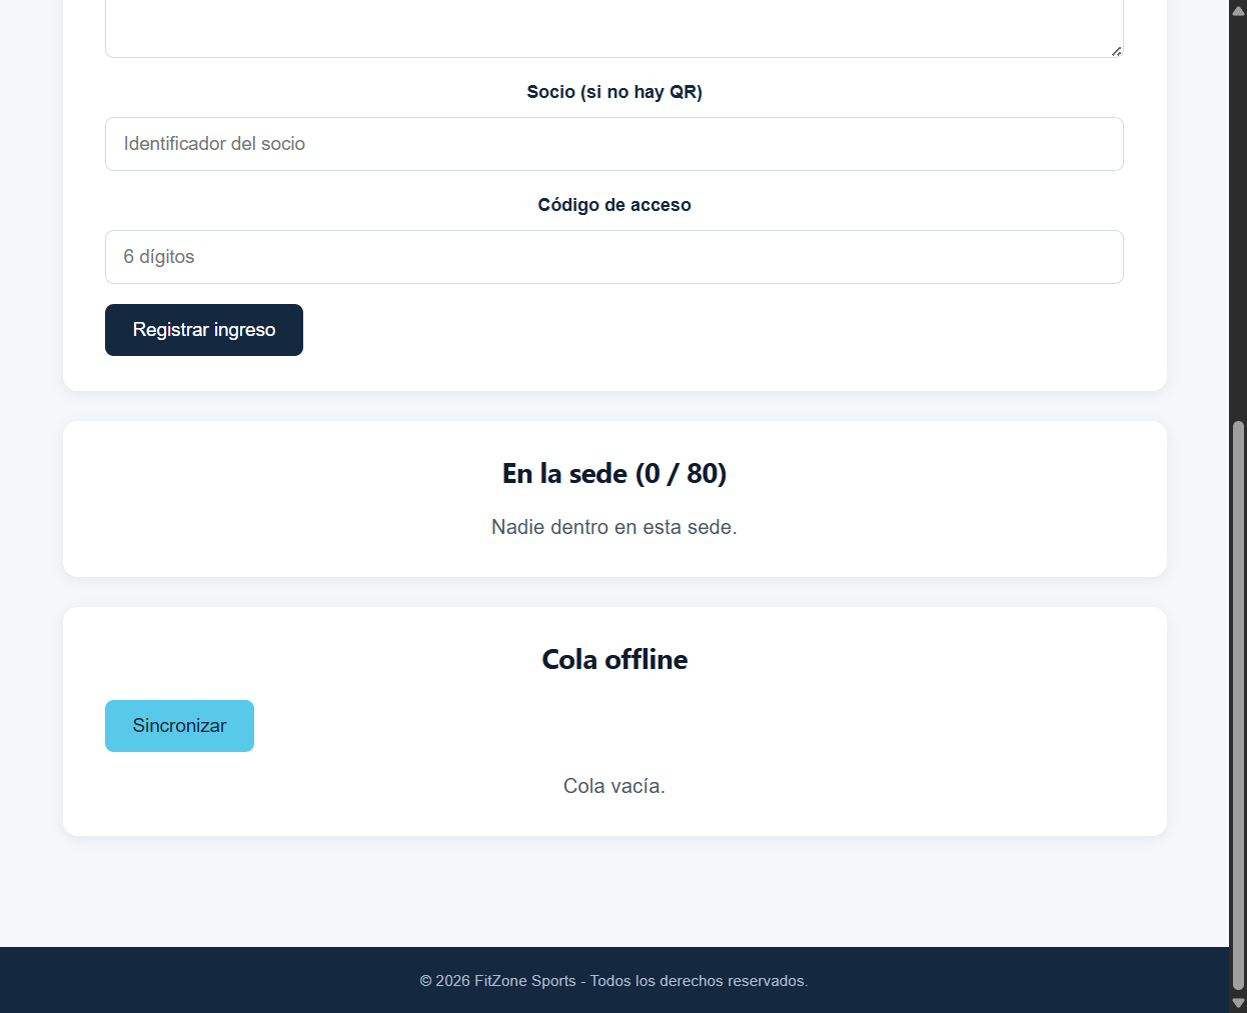 Socio (si no hay QR)
Identificador del socio
Código de acceso
6 dígitos
Registrar ingreso
En la sede (0 / 80)
Nadie dentro en esta sede.
Cola offline
Sincronizar
Cola vacía.
© 2026 FitZone Sports - Todos los derechos reservados.